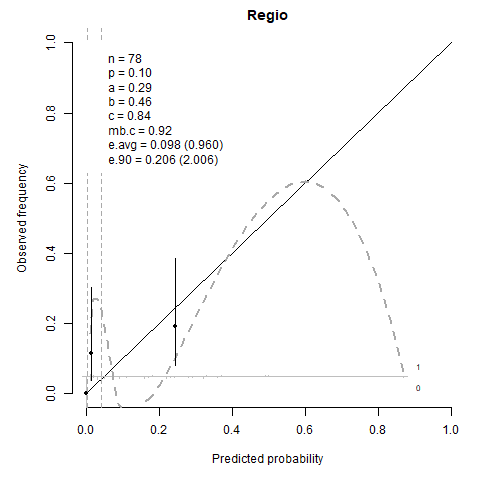 Regio
n = 78
p = 0.10
a = 0.29
b = 0.46
c = 0.84
mb.c = 0.92
e.avg = 0.098 (0.960)
e.90 = 0.206 (2.006)
Observed frequency
1.0
0.8
0.6
0.4
0.2
0.0
1
0
0.0 0.2 0.4 0.6 0.8 1.0
Predicted probability